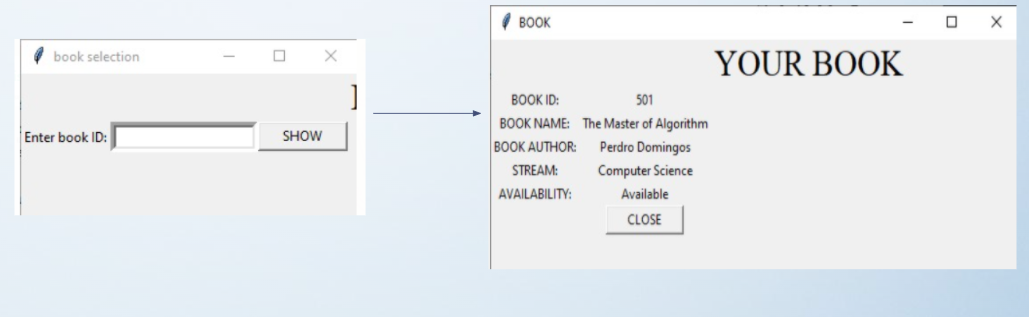 book selection
Enter book ID:
SHOW
BOOK
YOUR BOOK
BOOK ID: 501
BOOK NAME: The Master of Algorithm
BOOK AUTHOR: Perdro Domingos
STREAM: Computer Science
AVAILABILITY: Available
CLOSE